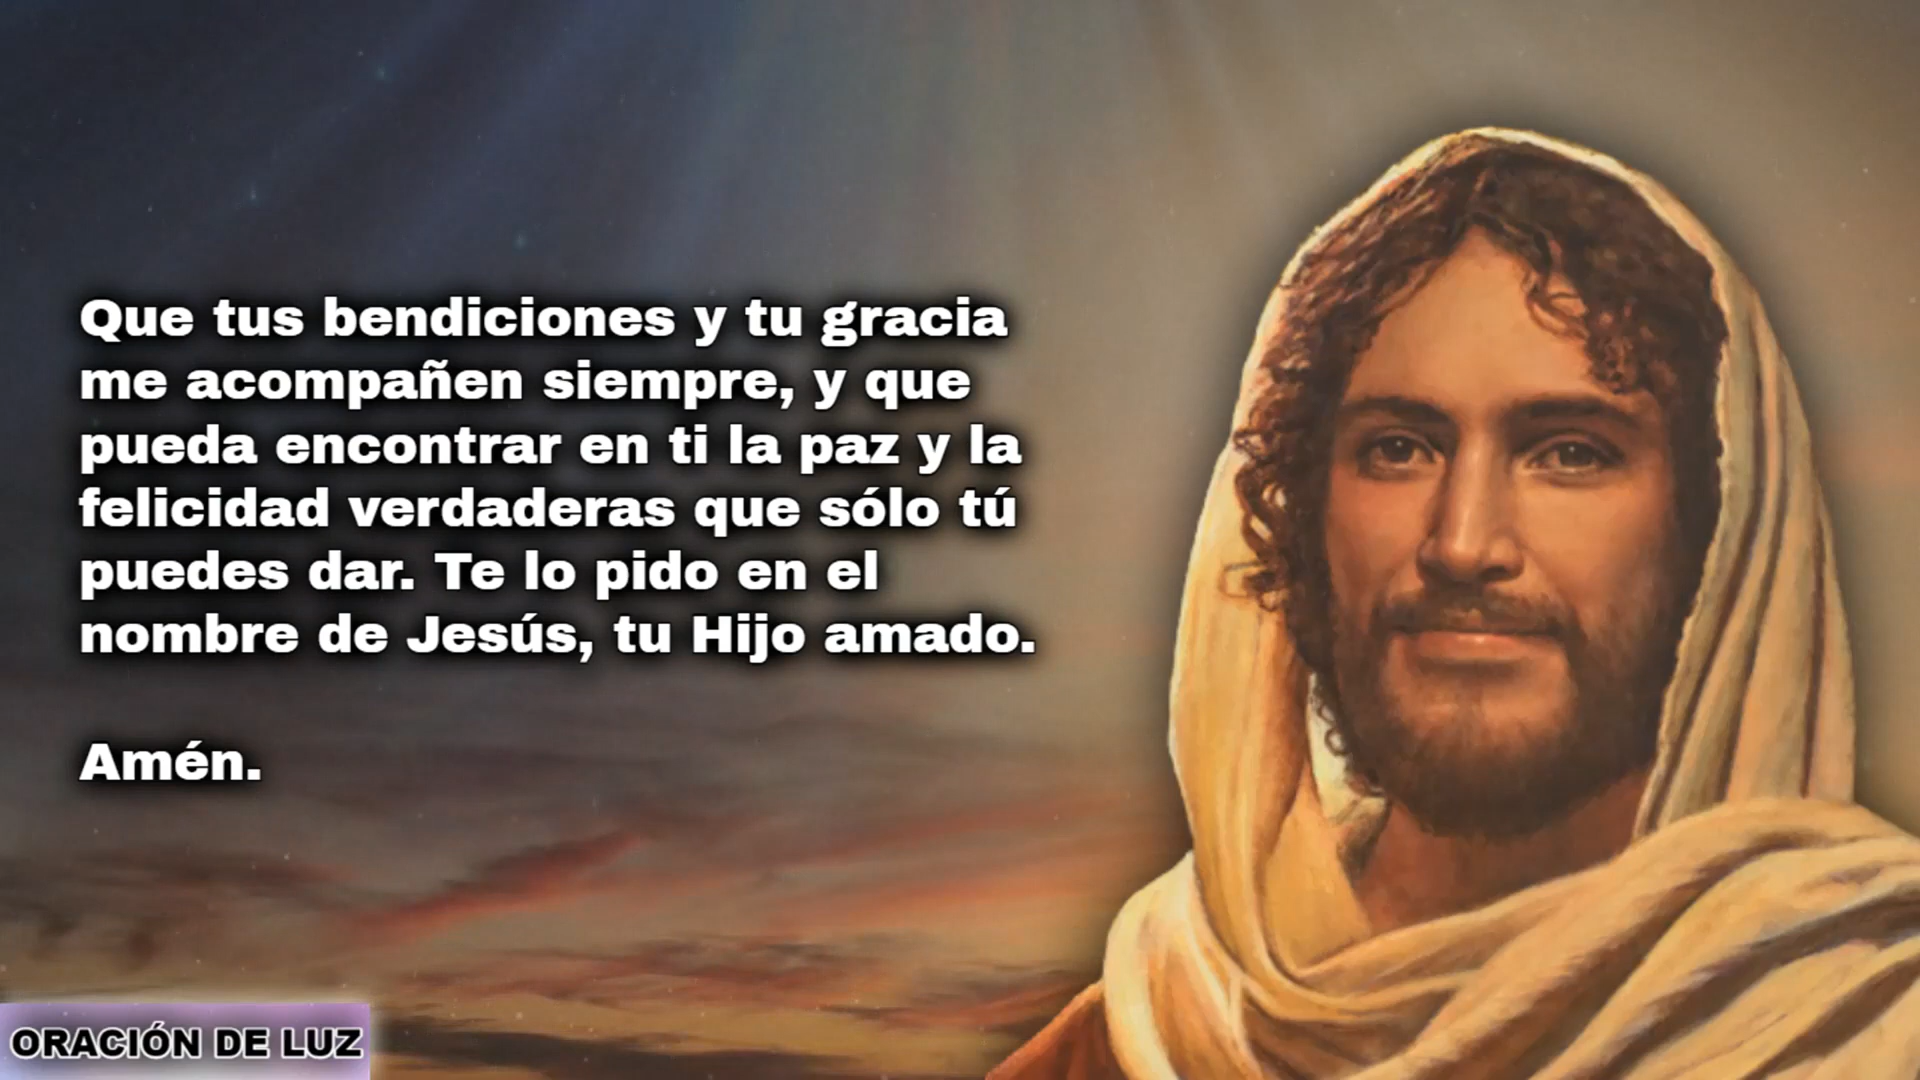 Que tus bendiciones y tu gracia
me acompañen siempre, y que
pueda encontrar en ti la paz y la
felicidad verdaderas que sólo tú
puedes dar. Te lo pido en el
nombre de Jesús, tu Hijo amado.
Amén.
ORACIÓN DE LUZ